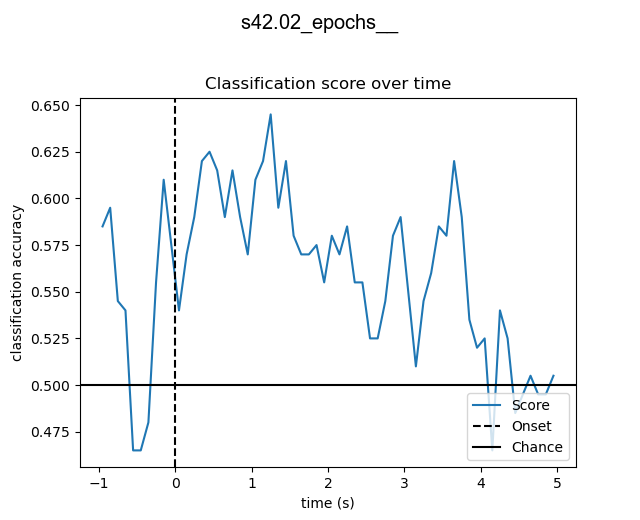 s42.02_epochs__
Classification score over time
classification accuracy
0.650
0.625
0.600
0.575
0.550
0.525
0.500
0.475
Score
Onset
Chance
−1
0
1
2
3
4
5
time (s)